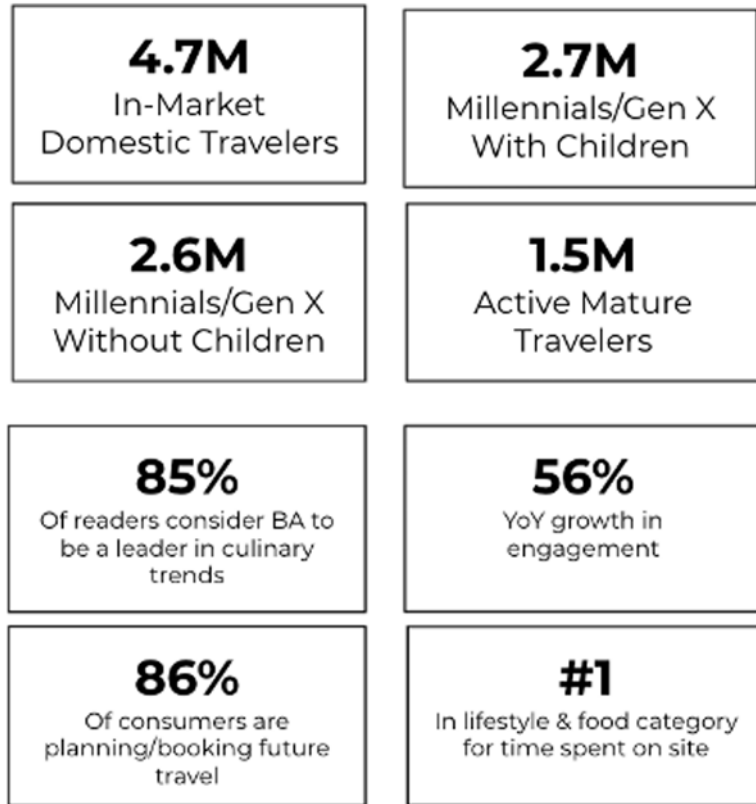 4.7M
In-Market
Domestic Travelers
2.7M
Millennials/Gen X
With Children
2.6M
Millennials/Gen X
Without Children
1.5M
Active Mature
Travelers
85%
Of readers consider BA to
be a leader in culinary
trends
56%
YoY growth in
engagement
86%
Of consumers are
planning/booking future
travel
#1
In lifestyle & food category
for time spent on site